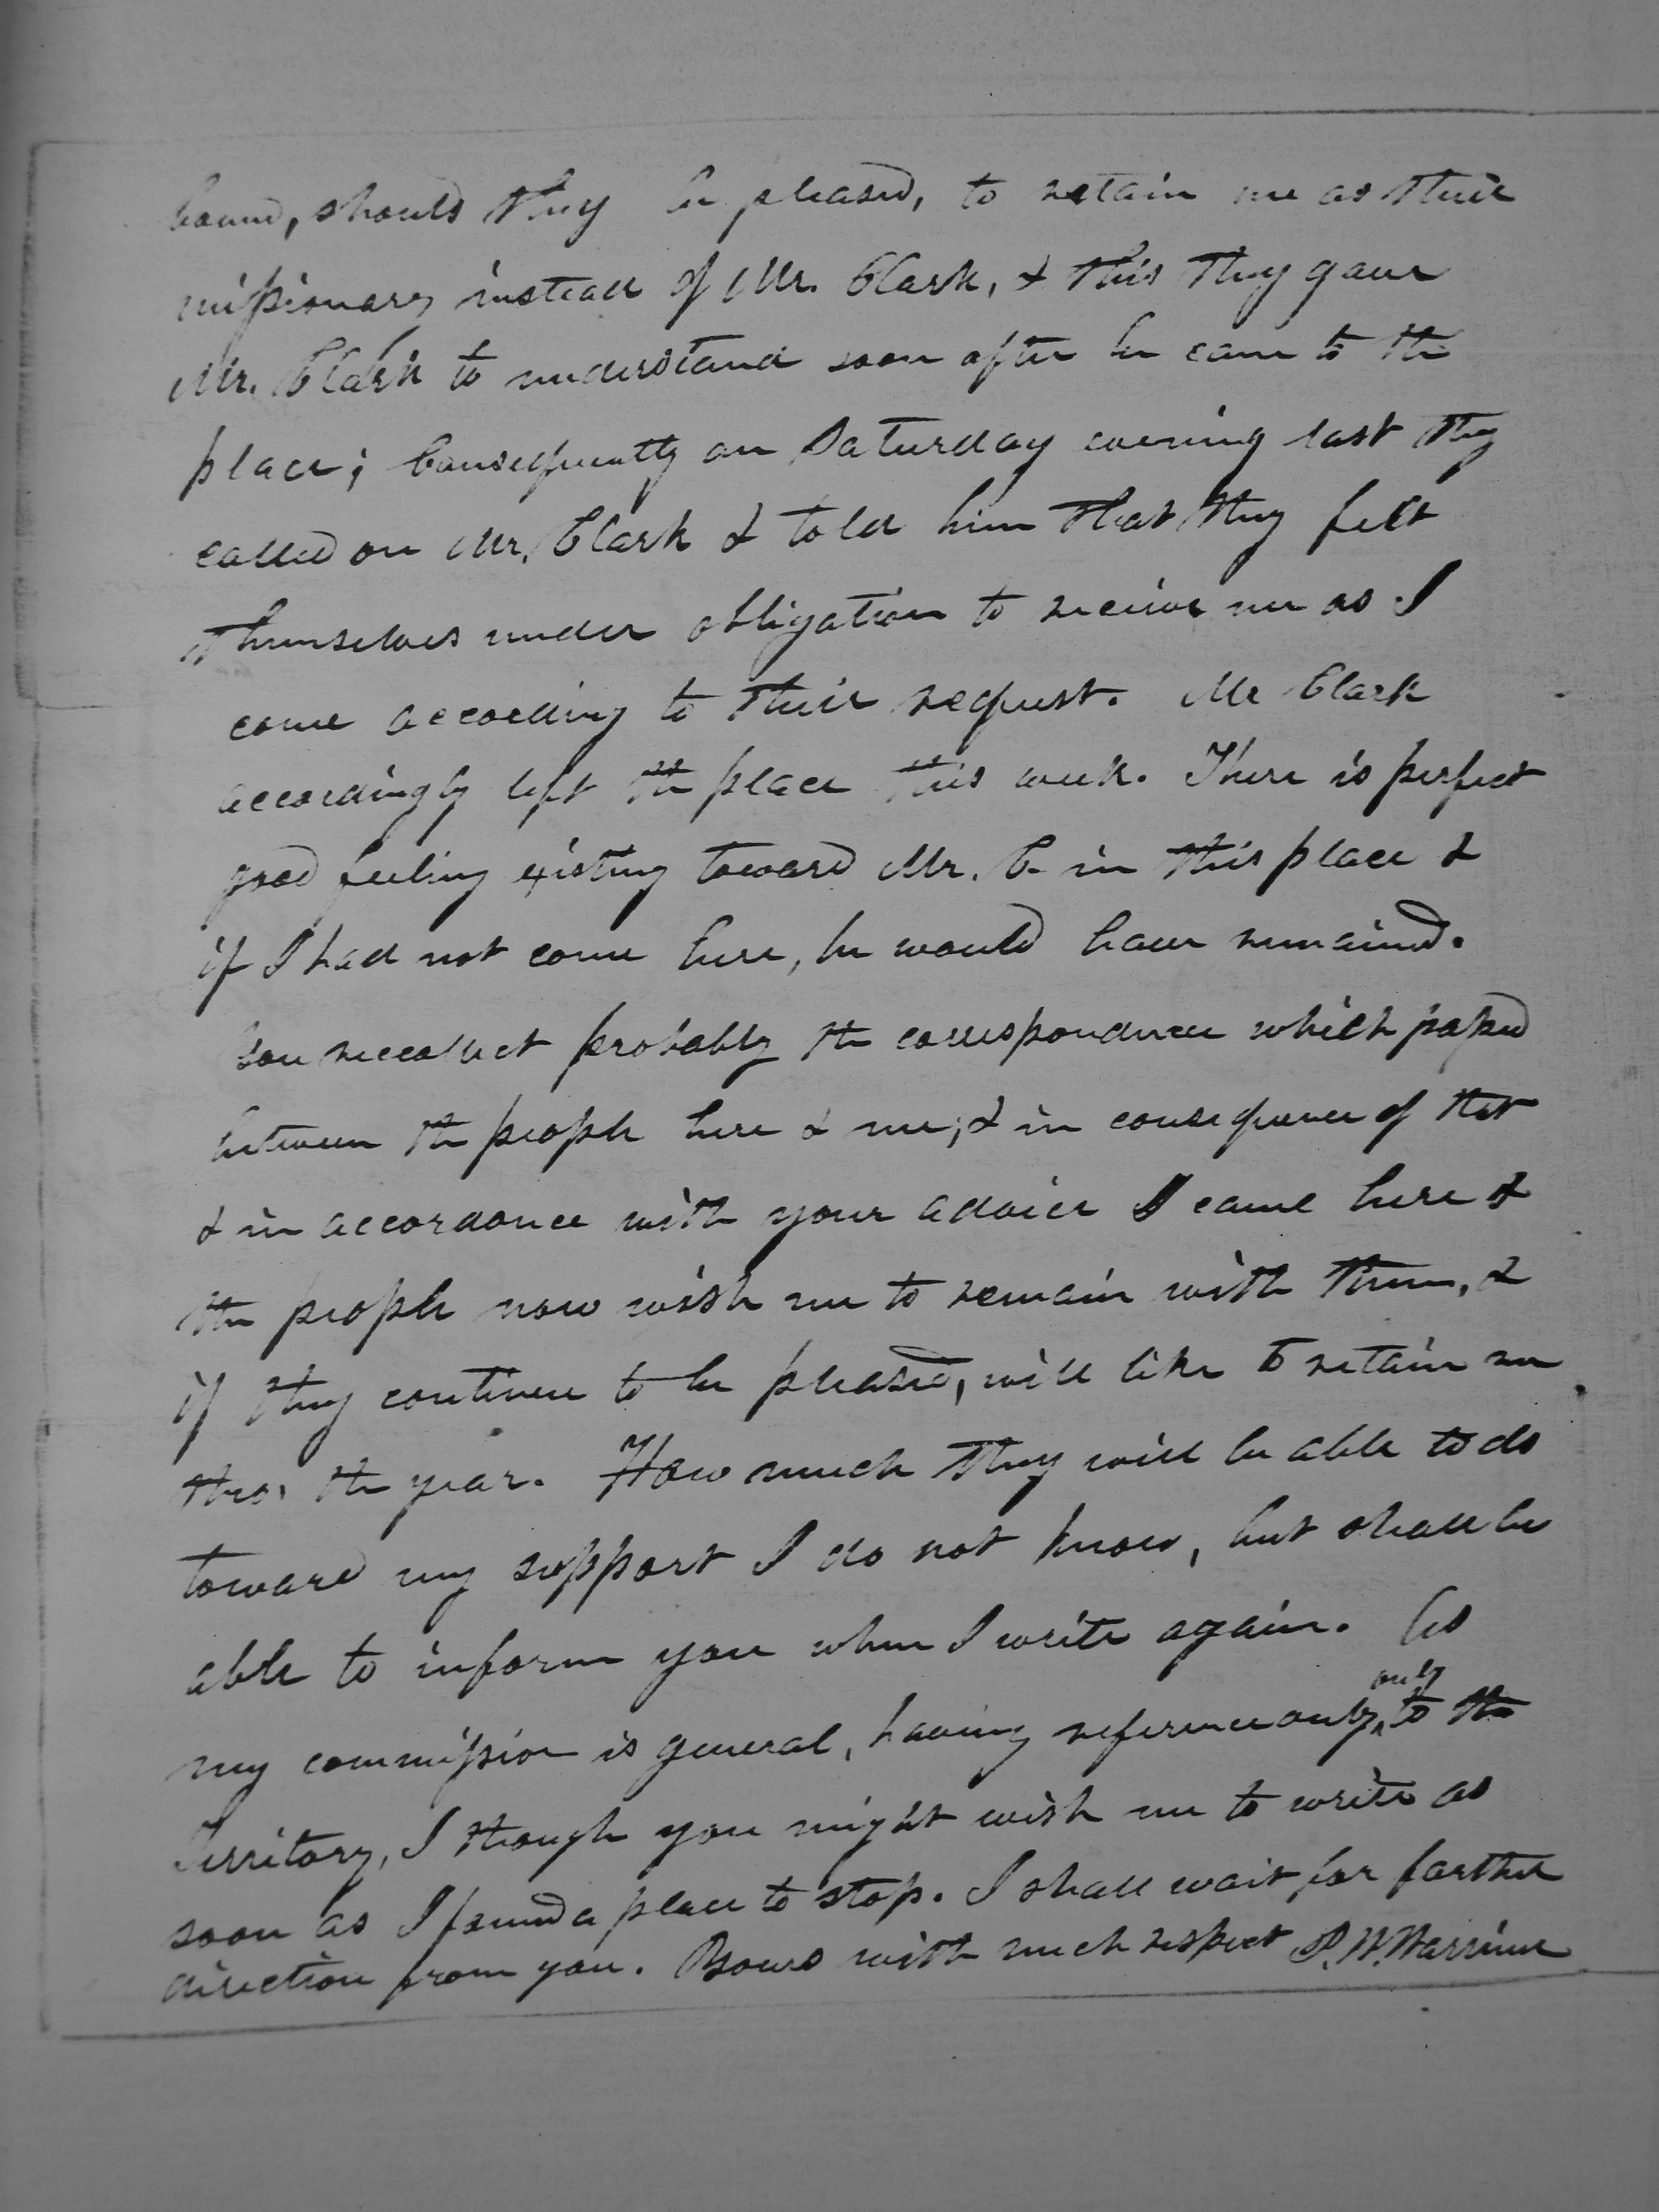 bound, should they be pleased, to retain me as their
missionary instead of Mr. Clark, & this they gave
Mr. Clark to understand soon after he came to the
place; Consequently on Saturday evening last they
called on Mr. Clark & told him that they felt
themselves under obligation to receive me as I
come according to their request. Mr Clark
accordingly left the place this week. There is perfect
good feeling existing toward Mr. C. in this place &
if I had not come here, he would have remained.
You reccollect probably the correspondence which passed
between the people here & me; & in consequence of that
& in accordance with your advice I came here &
the people now wish me to remain with them, &
if they continue to be pleased, will like to retain me
thro' the year. How much they will be able to do
toward my support I do not know, but shall be
able to inform you when I write again. As
my commission is general, having reference only only to the
Territory, I though you might wish me to write as
soon as I found a place to stop. I shall wait for farther
direction from you. Yours with much respect P. W. Warriner